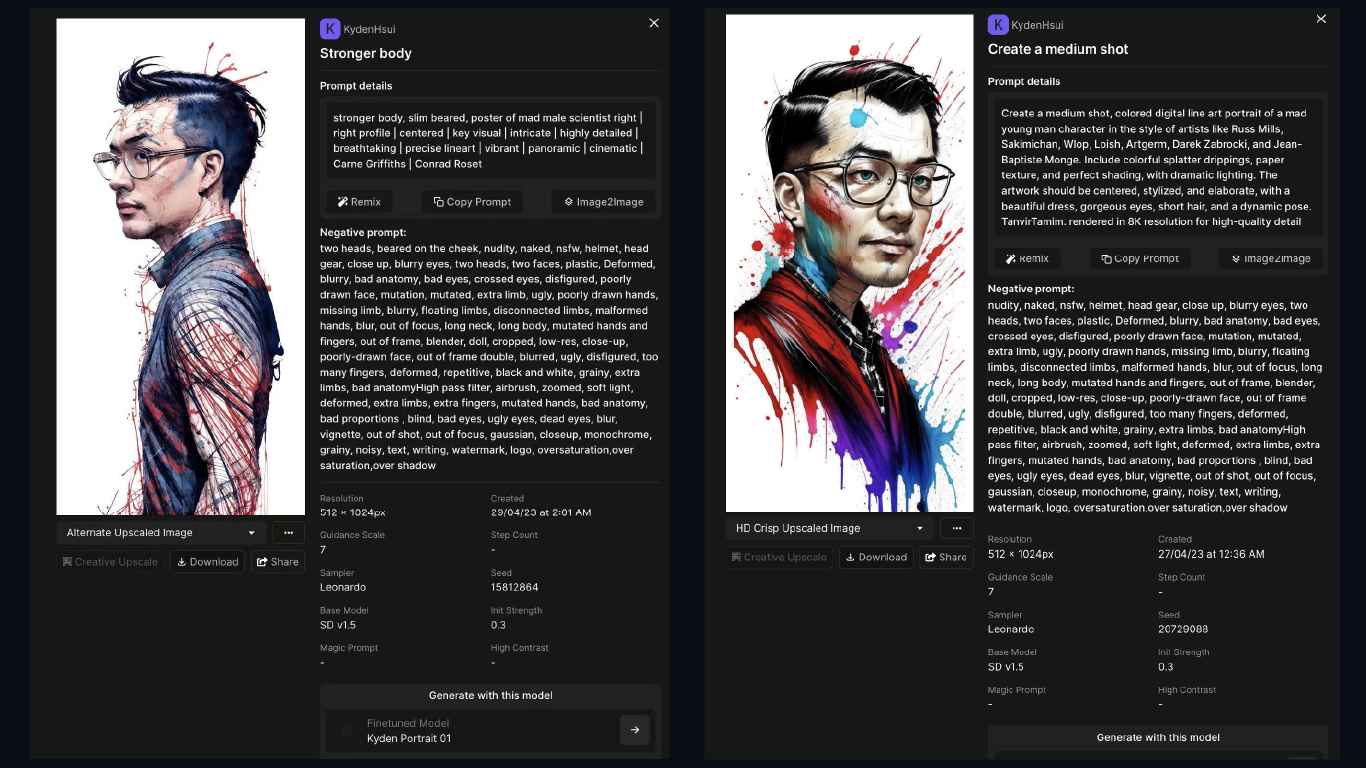 K KydenHsui
Stronger body
Prompt details
stronger body, slim beared, poster of mad male scientist right |
right profile | centered | key visual | intricate | highly detailed |
breathtaking | precise lineart | vibrant | panoramic | cinematic |
Carne Griffiths | Conrad Roset
Remix
Copy Prompt
Image2Image
Negative prompt:
two heads, beared on the cheek, nudity, naked, nsfw, helmet, head
gear, close up, blurry eyes, two heads, two faces, plastic, Deformed,
blurry, bad anatomy, bad eyes, crossed eyes, disfigured, poorly
drawn face, mutation, mutated, extra limb, ugly, poorly drawn hands,
missing limb, blurry, floating limbs, disconnected limbs, malformed
hands, blur, out of focus, long neck, long body, mutated hands and
fingers, out of frame, blender, doll, cropped, low-res, close-up,
poorly-drawn face, out of frame double, blurred, ugly, disfigured, too
many fingers, deformed, repetitive, black and white, grainy, extra
limbs, bad anatomyHigh pass filter, airbrush, zoomed, soft light,
deformed, extra limbs, extra fingers, mutated hands, bad anatomy,
bad proportions , blind, bad eyes, ugly eyes, dead eyes, blur,
vignette, out of shot, out of focus, gaussian, closeup, monochrome,
grainy, noisy, text, writing, watermark, logo, oversaturation,over
saturation,over shadow
Resolution
512 × 1024px
Created
29/04/23 at 2:01 AM
Guidance Scale
7
Step Count
-
Sampler
Leonardo
Seed
15812864
Base Model
SD v1.5
Init Strength
0.3
Magic Prompt
-
High Contrast
-
Generate with this model
Finetuned Model
Kyden Portrait 01
Alternate Upscaled Image
Creative Upscale
Download
Share
K KydenHsui
Create a medium shot
Prompt details
Create a medium shot, colored digital line art portrait of a mad
young man character in the style of artists like Russ Mills,
Sakimichan, Wlop, Loish, Artgerm, Darek Zabrocki, and Jean-
Baptiste Monge. Include colorful splatter drippings, paper
texture, and perfect shading, with dramatic lighting. The
artwork should be centered, stylized, and elaborate, with a
beautiful dress, gorgeous eyes, short hair, and a dynamic pose.
TanvirTamim. rendered in 8K resolution for high-quality detail
Remix
Copy Prompt
Image2Image
Negative prompt:
nudity, naked, nsfw, helmet, head gear, close up, blurry eyes, two
heads, two faces, plastic, Deformed, blurry, bad anatomy, bad eyes,
crossed eyes, disfigured, poorly drawn face, mutation, mutated,
extra limb, ugly, poorly drawn hands, missing limb, blurry, floating
limbs, disconnected limbs, malformed hands, blur, out of focus, long
neck, long body, mutated hands and fingers, out of frame, blender,
doll, cropped, low-res, close-up, poorly-drawn face, out of frame
double, blurred, ugly, disfigured, too many fingers, deformed,
repetitive, black and white, grainy, extra limbs, bad anatomyHigh
pass filter, airbrush, zoomed, soft light, deformed, extra limbs, extra
fingers, mutated hands, bad anatomy, bad proportions , blind, bad
eyes, ugly eyes, dead eyes, blur, vignette, out of shot, out of focus,
gaussian, closeup, monochrome, grainy, noisy, text, writing,
watermark, logo, oversaturation,over saturation,over shadow
Resolution
512 × 1024px
Created
27/04/23 at 12:36 AM
Guidance Scale
7
Step Count
-
Sampler
Leonardo
Seed
20729088
Base Model
SD v1.5
Init Strength
0.3
Magic Prompt
-
High Contrast
-
Generate with this model
HD Crisp Upscaled Image
Creative Upscale
Download
Share